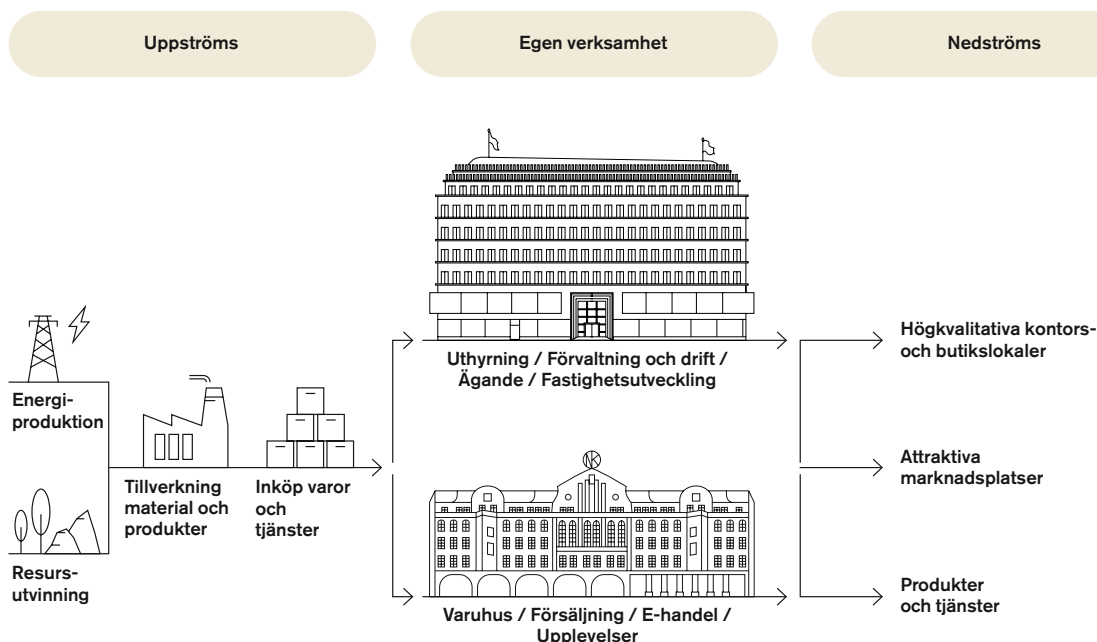 Uppströms
Egen verksamhet
Nedströms
Energi-
produktion
Resurs-
utvinning
Tillverkning
material och
produkter
Inköp varor
och
tjänster
Uthyrning / Förvaltning och drift /
Ägande / Fastighetsutveckling
NK
Varuhus / Försäljning / E-handel /
Upplevelser
Högkvalitativa kontors-
och butikslokaler
Attraktiva
marknadsplatser
Produkter
och tjänster